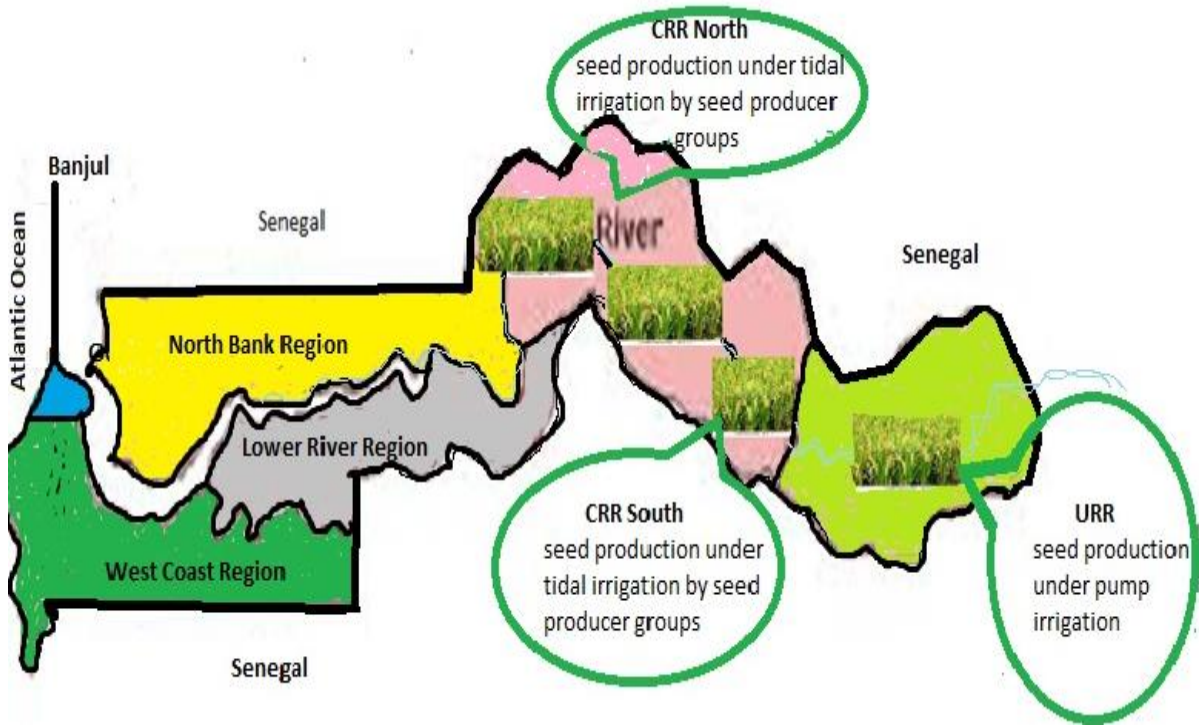 CRR North
seed production under tidal
irrigation by seed producer
groups
Banjul
Senegal
River
Atlantic Ocean
Senegal
North Bank Region
Lower River Region
CRR South
seed production under
tidal irrigation by seed
producer groups
URR
seed production
under pump
irrigation
West Coast Region
Senegal